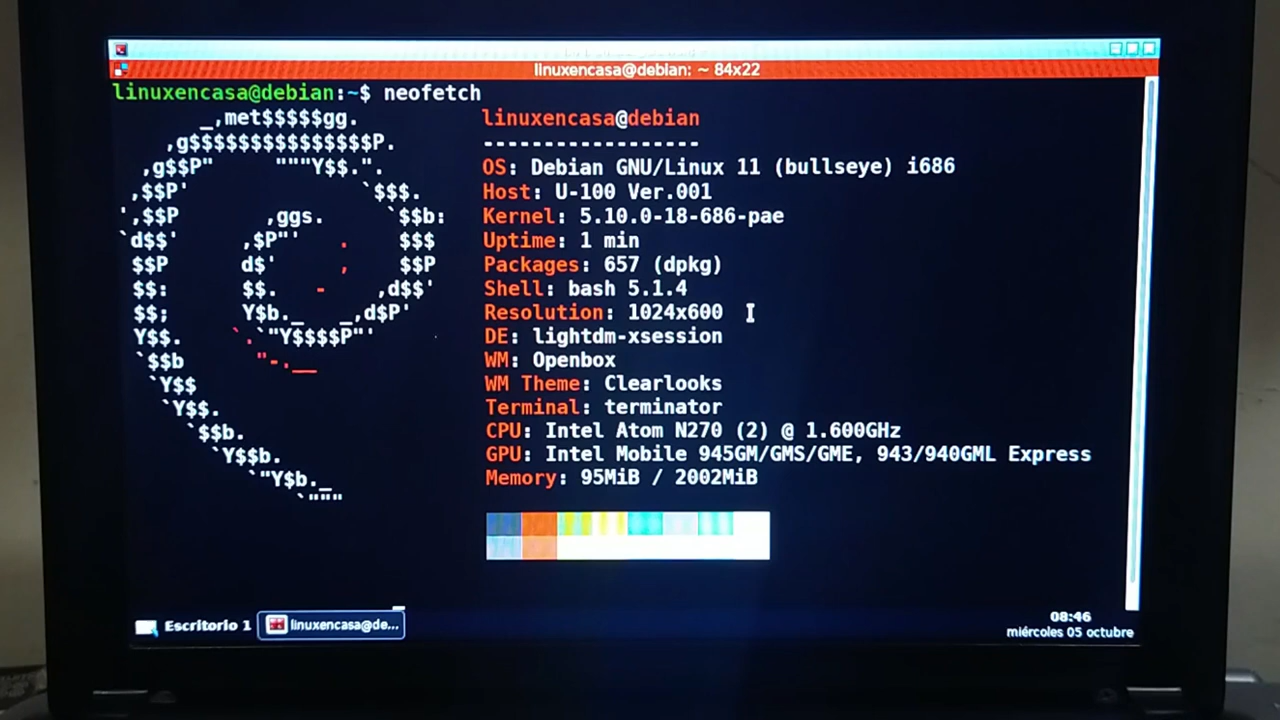 linuxencasa@debian: ~ 84x22
linuxencasa@debian:~$ neofetch
linuxencasa@debian
------------------
OS: Debian GNU/Linux 11 (bullseye) i686
Host: U-100 Ver.001
Kernel: 5.10.0-18-686-pae
Uptime: 1 min
Packages: 657 (dpkg)
Shell: bash 5.1.4
Resolution: 1024x600
DE: lightdm-xsession
WM: Openbox
WM Theme: Clearlooks
Terminal: terminator
CPU: Intel Atom N270 (2) @ 1.600GHz
GPU: Intel Mobile 945GM/GMS/GME, 943/940GML Express
Memory: 95MiB / 2002MiB
Escritorio 1
linuxencasa@de...
08:46
miércoles 05 octubre